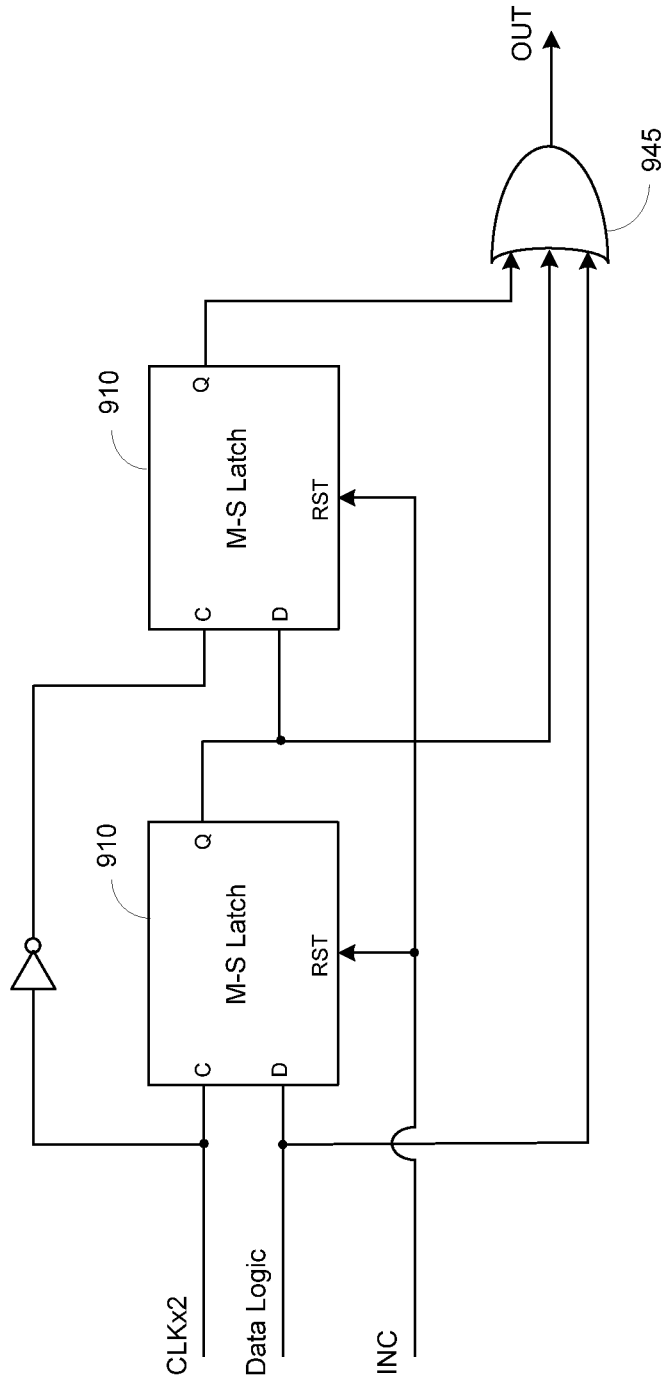 CLKx2
Data Logic
INC
910
M-S Latch
C
D
Q
RST
910
M-S Latch
C
D
Q
RST
945
OUT